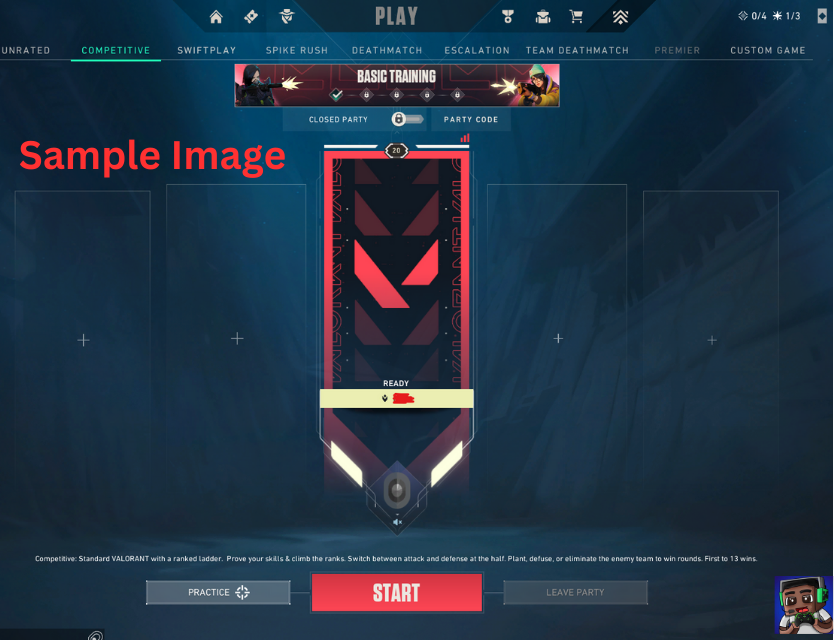 PLAY
0/4 1/3
UNRATED COMPETITIVE SWIFTPLAY SPIKE RUSH DEATHMATCH ESCALATION TEAM DEATHMATCH PREMIER CUSTOM GAME
BASIC TRAINING
CLOSED PARTY PARTY CODE
Sample Image
20
READY
Competitive: Standard VALORANT with a ranked ladder. Prove your skills & climb the ranks. Switch between attack and defense at the half. Plant, defuse, or eliminate the enemy team to win rounds. First to 13 wins.
PRACTICE START LEAVE PARTY